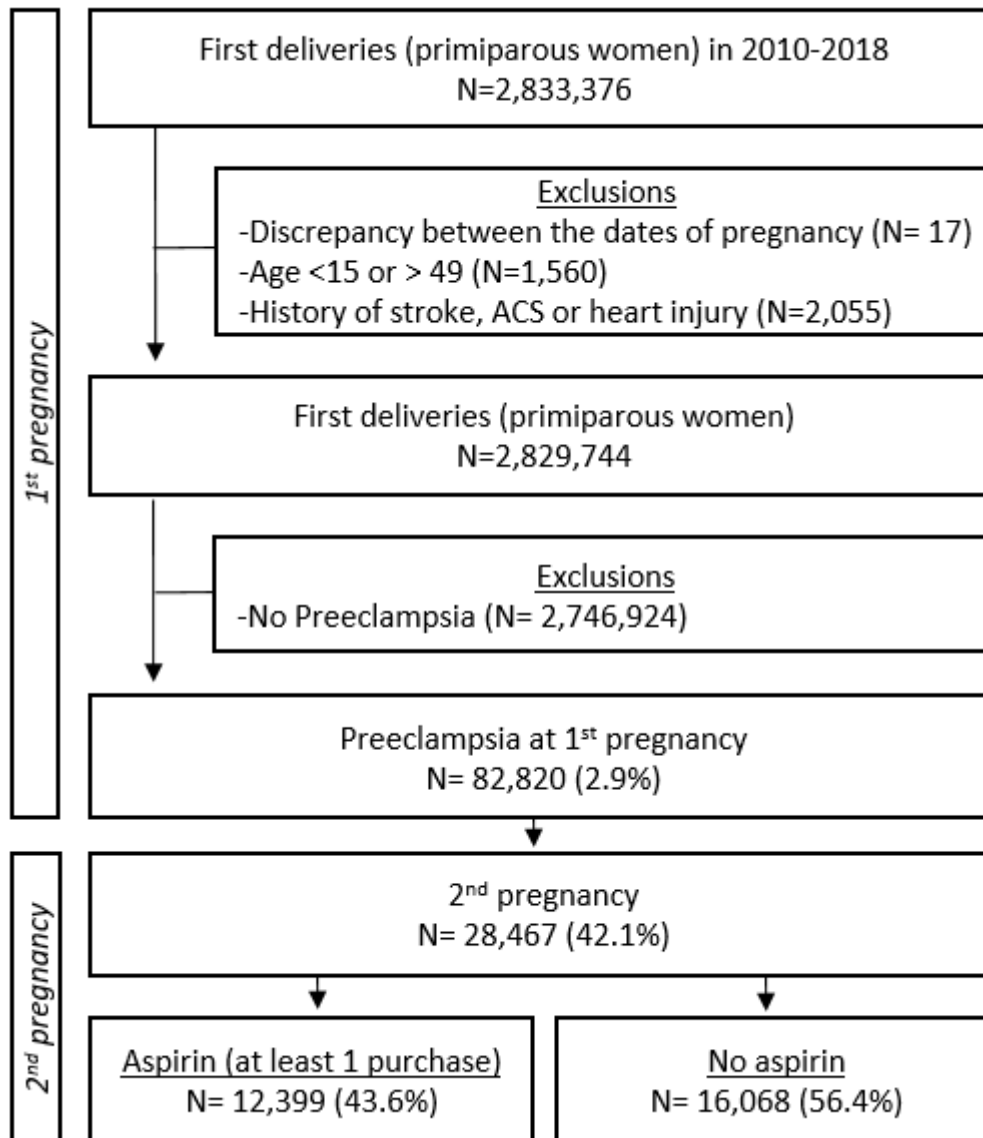 1st pregnancy
First deliveries (primiparous women) in 2010-2018
N=2,833,376
Exclusions
-Discrepancy between the dates of pregnancy (N= 17)
-Age <15 or > 49 (N=1,560)
-History of stroke, ACS or heart injury (N=2,055)
First deliveries (primiparous women)
N=2,829,744
Exclusions
-No Preeclampsia (N= 2,746,924)
Preeclampsia at 1st pregnancy
N= 82,820 (2.9%)
2nd pregnancy
2nd pregnancy
N= 28,467 (42.1%)
Aspirin (at least 1 purchase)
N= 12,399 (43.6%)
No aspirin
N= 16,068 (56.4%)